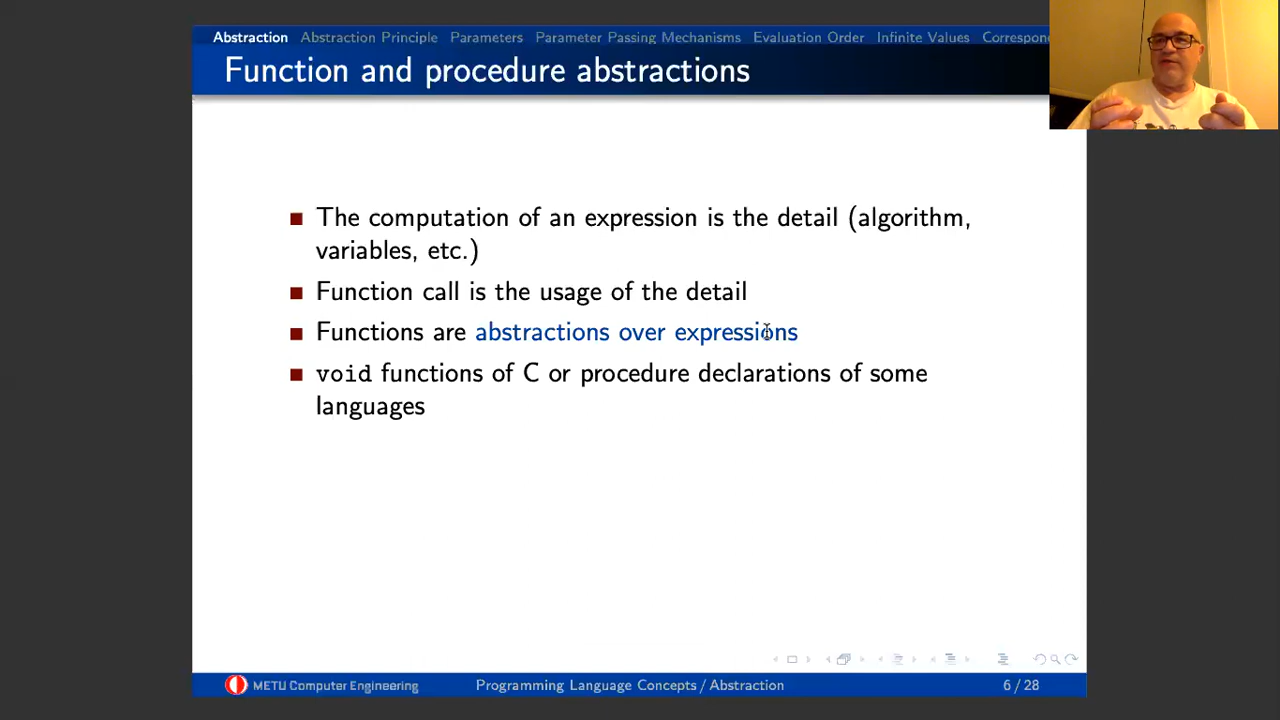 Abstraction Abstraction Principle Parameters Parameter Passing Mechanisms Evaluation Order Infinite Values Correspon
Function and procedure abstractions
The computation of an expression is the detail (algorithm,
variables, etc.)
Function call is the usage of the detail
Functions are abstractions over expressions
void functions of C or procedure declarations of some
languages
METU Computer Engineering Programming Language Concepts / Abstraction 6 / 28